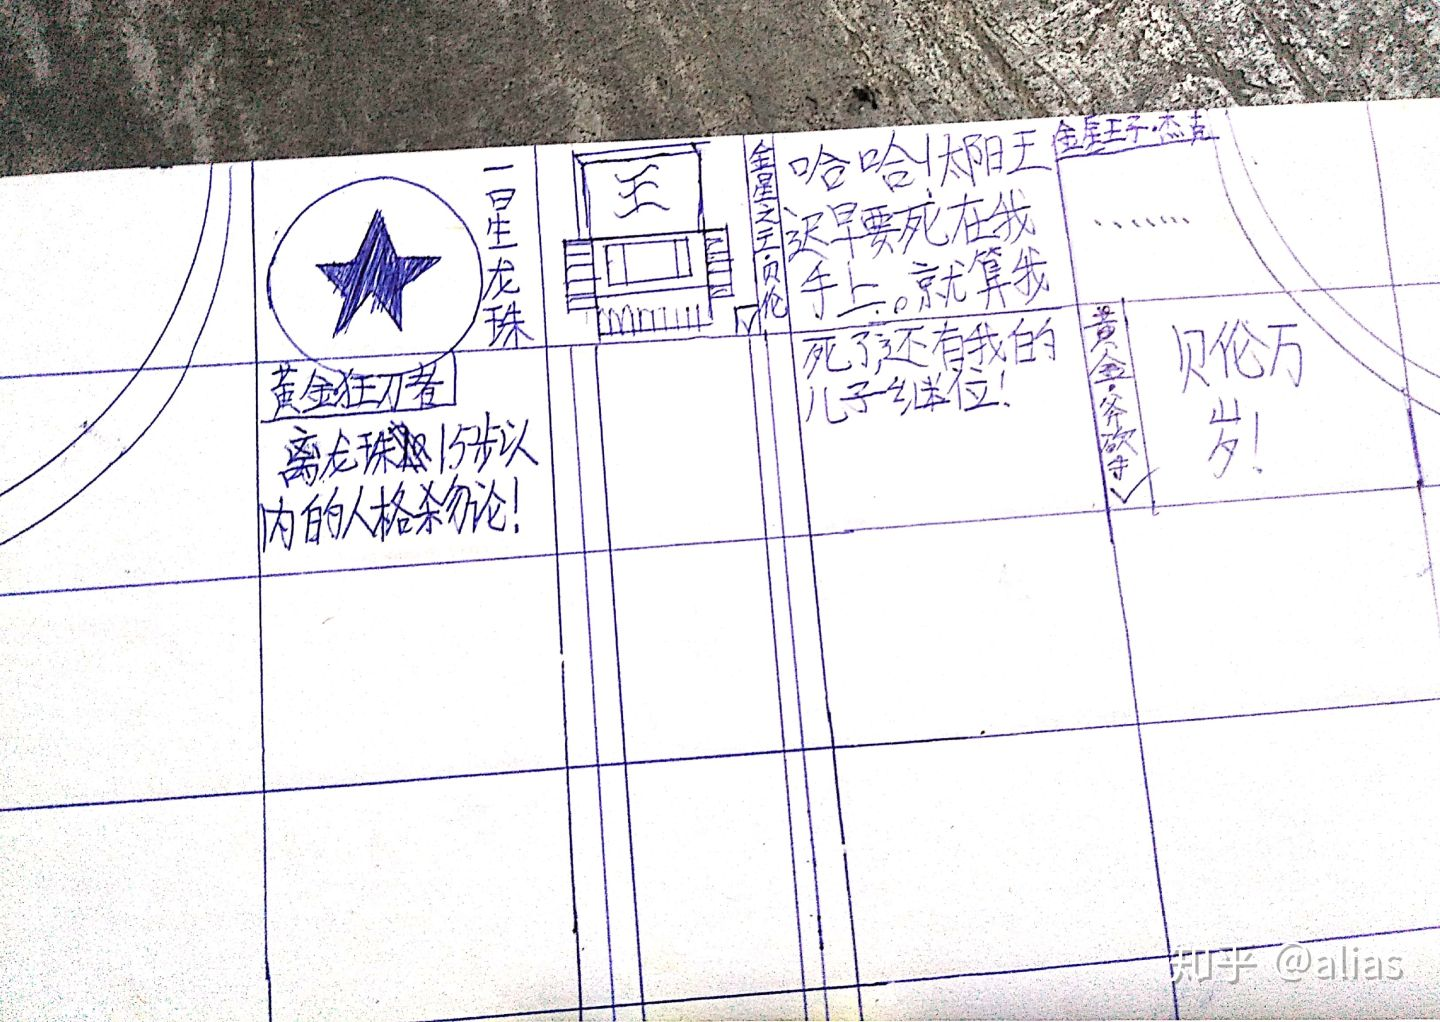 一星龙珠
黄金狂刀者
离龙珠15步以
内的人格杀勿论！
王
金星之王·贝伦
哈哈！太阳王
迟早要死在我
手上。就算我
死了还有我的
儿子继位！
金星王子·杰克
......
黄金·斧砍手
贝伦万
岁！
知乎 @alias